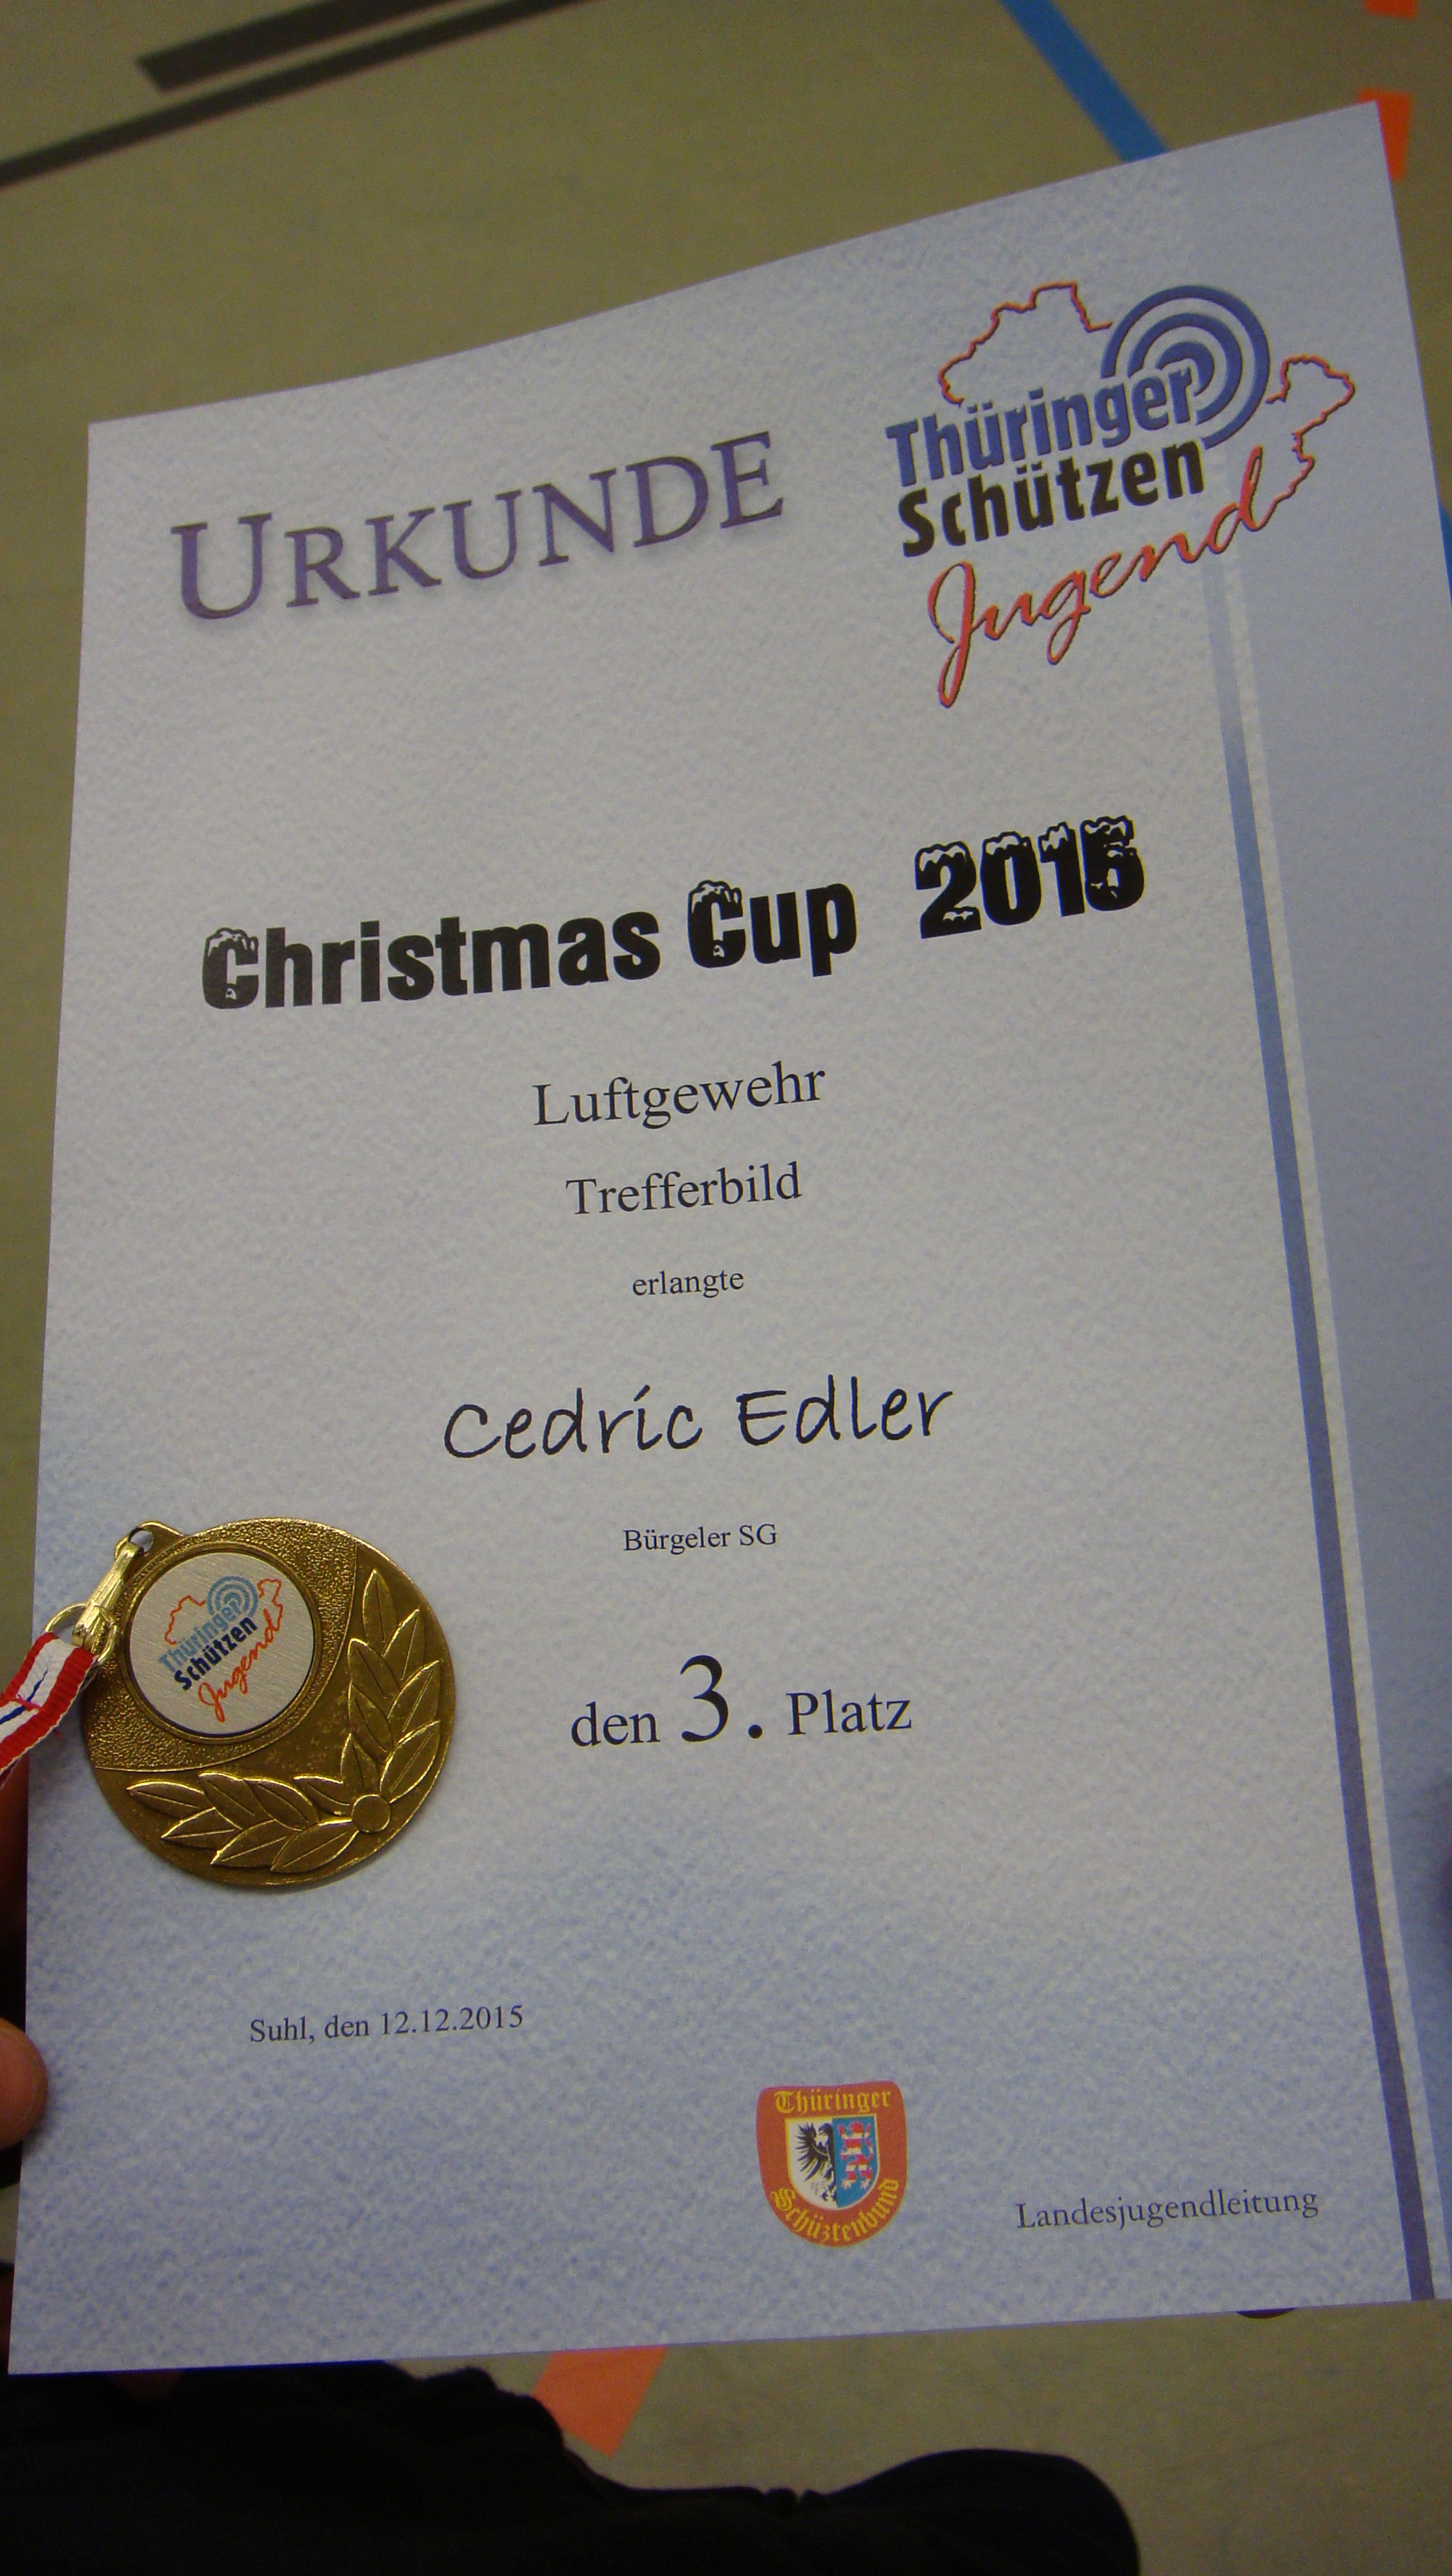 URKUNDE
Thüringer
Schützen
Jugend
Christmas Cup 2015
Luftgewehr
Trefferbild
erlangte
Cedric Edler
Bürgeler SG
Thüringer
Schützen
Jugend
den 3. Platz
Suhl, den 12.12.2015
Thüringer
Schüztenbund
Landesjugendleitung